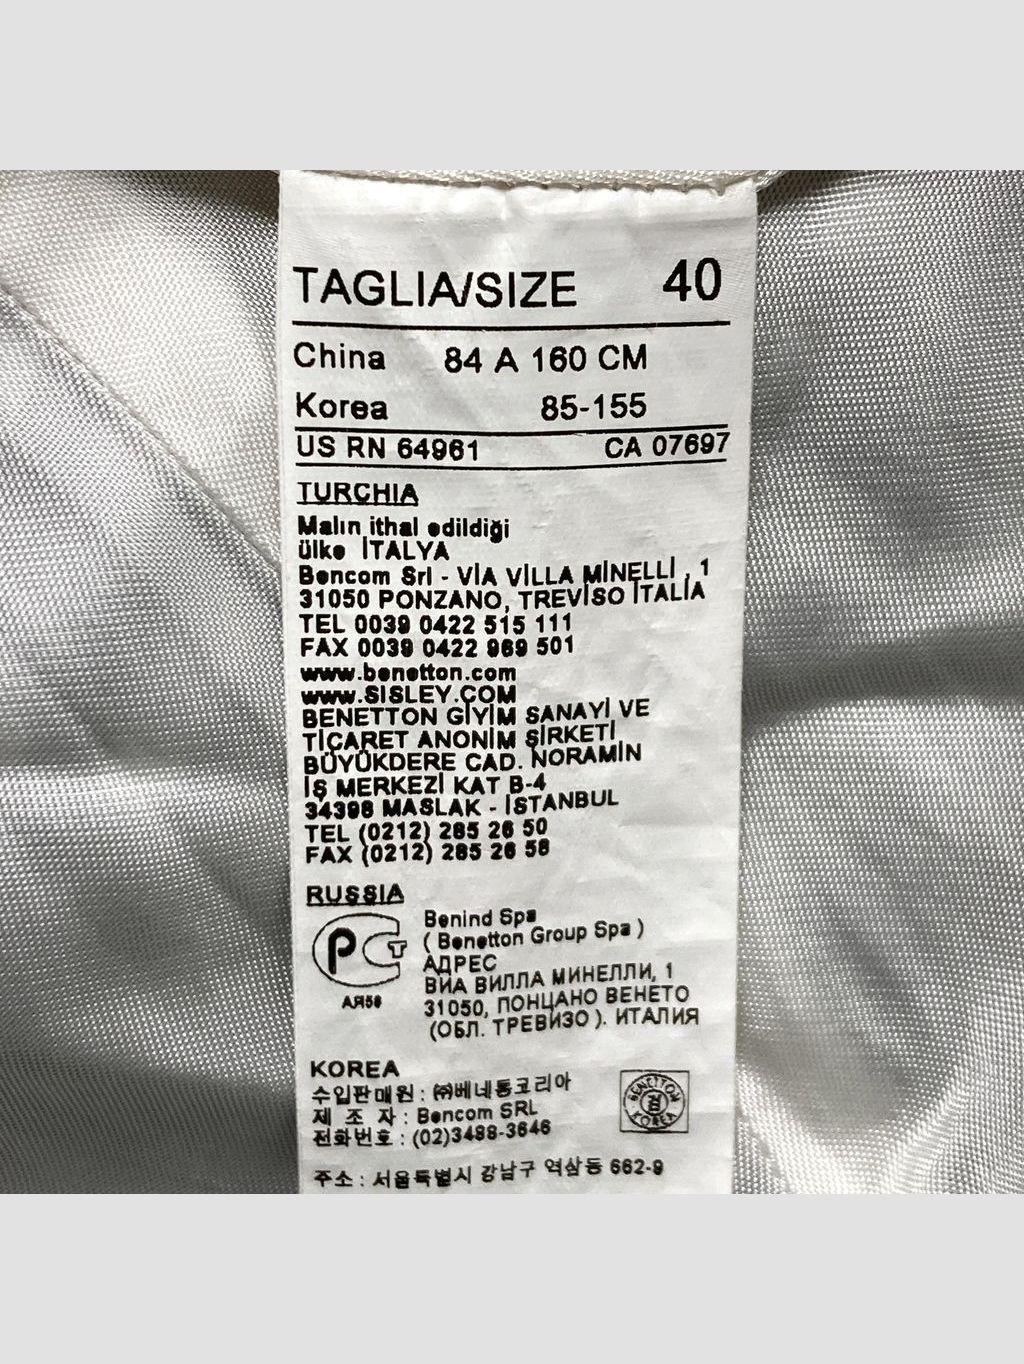 TAGLIA/SIZE 40
China 84 A 160 CM
Korea 85-155
US RN 64961 CA 07697
TURCHIA
Malın ithal edildiği
ülke İTALYA
Bencom Srl - VİA VİLLA MİNELLİ , 1
31050 PONZANO, TREVİSO İTALİA
TEL 0039 0422 515 111
FAX 0039 0422 969 501
www.benetton.com
www.SISLEY.COM
BENETTON GİYİM SANAYİ VE
TİCARET ANONİM ŞİRKETİ
BÜYÜKDERE CAD. NORAMİN
İŞ MERKEZİ KAT B-4
34398 MASLAK - İSTANBUL
TEL (0212) 285 26 50
FAX (0212) 285 26 58
RUSSIA
PCT
АЯ56
Benind Spa
( Benetton Group Spa )
АДРЕС
ВИА ВИЛЛА МИНЕЛЛИ, 1
31050, ПОНЦАНО ВЕНЕТО
(ОБЛ. ТРЕВИЗО ). ИТАЛИЯ
KOREA
수입판매원 : ㈜베네통코리아
제 조 자 : Bencom SRL
전화번호 : (02)3488-3646
BENETTON
검
KOREA
주소 : 서울특별시 강남구 역삼동 662-9